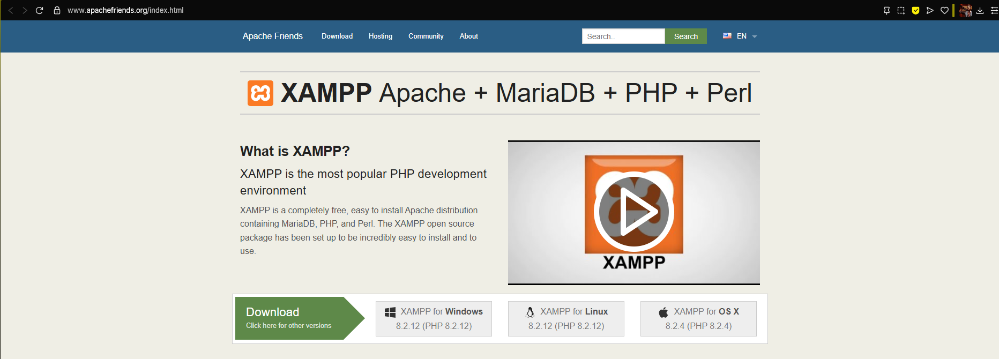 www.apachefriends.org/index.html
Apache Friends
Download
Hosting
Community
About
Search..
Search
EN
XAMPP Apache + MariaDB + PHP + Perl
What is XAMPP?
XAMPP is the most popular PHP development
environment
XAMPP is a completely free, easy to install Apache distribution
containing MariaDB, PHP, and Perl. The XAMPP open source
package has been set up to be incredibly easy to install and to
use.
XAMPP
Download
Click here for other versions
XAMPP for Windows
8.2.12 (PHP 8.2.12)
XAMPP for Linux
8.2.12 (PHP 8.2.12)
XAMPP for OS X
8.2.4 (PHP 8.2.4)